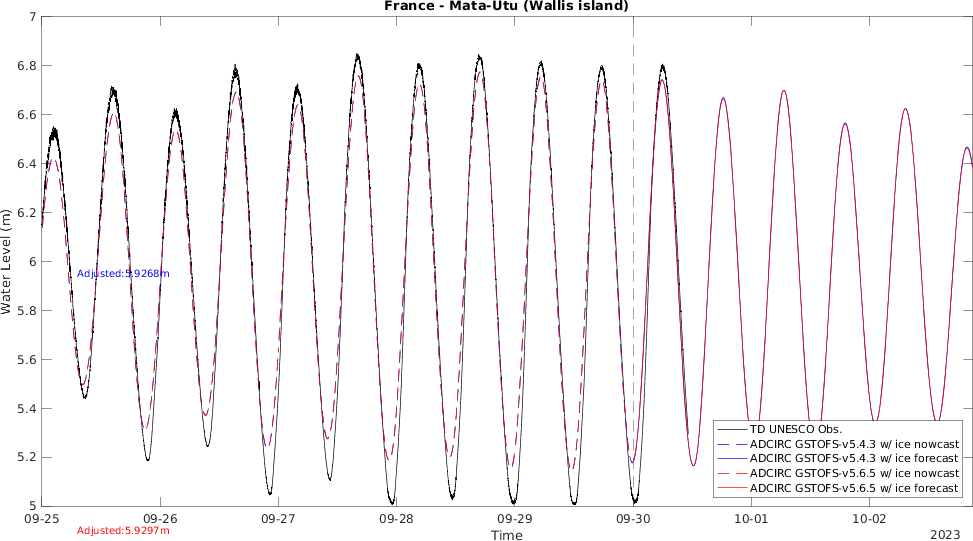 France - Mata-Utu (Wallis island)
7
6.8
6.6
6.4
6.2
6
5.8
5.6
5.4
5.2
5
Water Level (m)
Adjusted:5.9268m
TD UNESCO Obs.
ADCIRC GSTOFS-v5.4.3 w/ ice nowcast
ADCIRC GSTOFS-v5.4.3 w/ ice forecast
ADCIRC GSTOFS-v5.6.5 w/ ice nowcast
ADCIRC GSTOFS-v5.6.5 w/ ice forecast
09-25 09-26 09-27 09-28 09-29 09-30 10-01 10-02
Adjusted:5.9297m
Time
2023